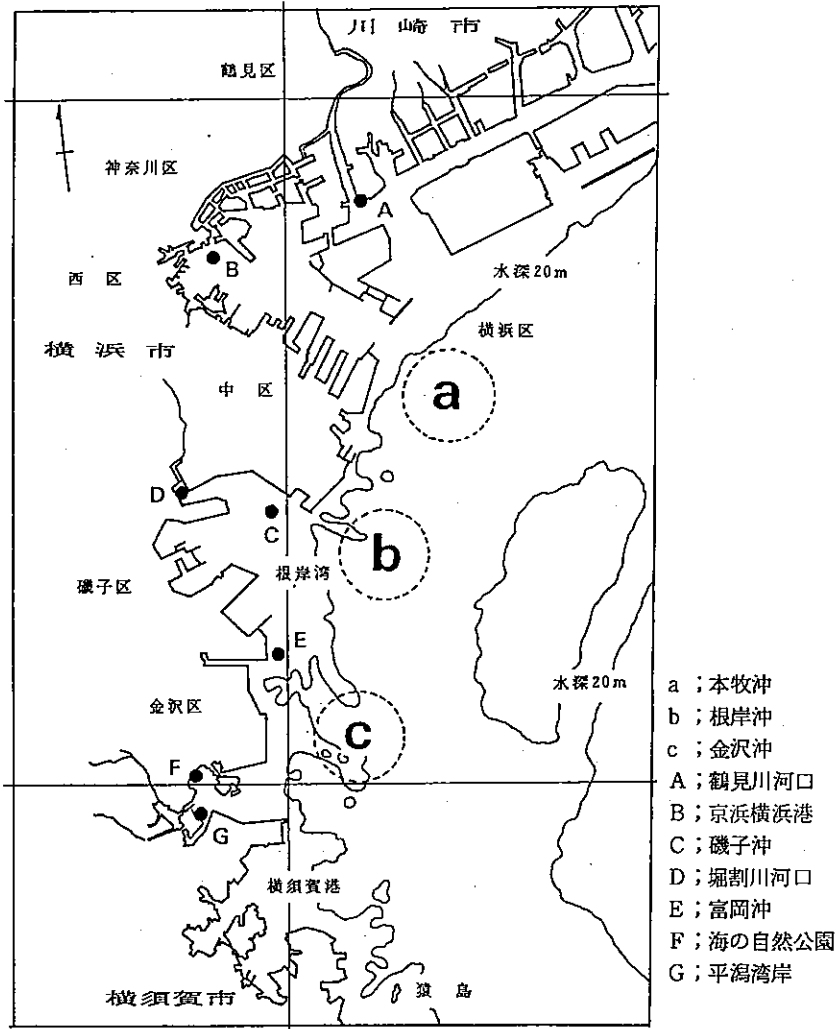 川崎市
鶴見区
神奈川区
A
B
西区
水深20m
横浜区
横浜市
中区
a
D
C
b
根岸湾
磯子区
E
水深20m
金沢区
c
F
G
横須賀港
横須賀市
猿島
a；本牧沖
b；根岸沖
c；金沢沖
A；鶴見川河口
B；京浜横浜港
C；磯子沖
D；堀割川河口
E；富岡沖
F；海の自然公園
G；平潟湾岸